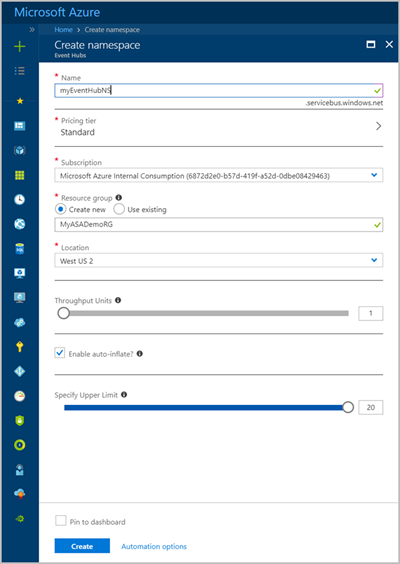 Microsoft Azure
Home > Create namespace
Create namespace
Event Hubs
* Name
myEventHubNS
.servicebus.windows.net
* Pricing tier
Standard
* Subscription
Microsoft Azure Internal Consumption (6872d2e0-b57d-419f-a52d-0dbe08429463)
* Resource group
Create new Use existing
MyASADemoRG
* Location
West US 2
Throughput Units
1
Enable auto-inflate?
Specify Upper Limit
20
Pin to dashboard
Create Automation options